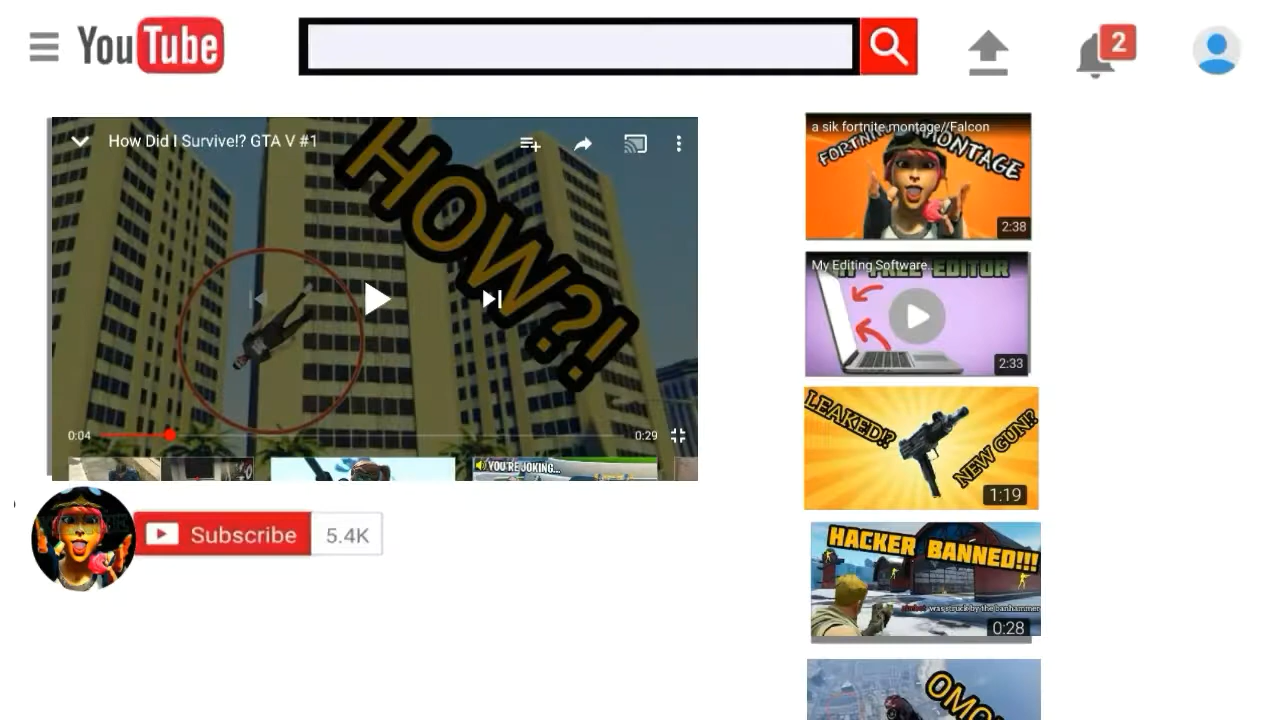 YouTube
2
How Did I Survive!? GTA V #1
HOW?!
0:04
0:29
YOU'RE JOKING...
Subscribe
5.4K
a sik fortnite montage//Falcon
FORTNITE MONTAGE
2:38
My Editing Software
EDITOR
2:33
LEAKED!?
NEW GUN!?
1:19
HACKER BANNED!!!
was struck by the banhammer
0:28